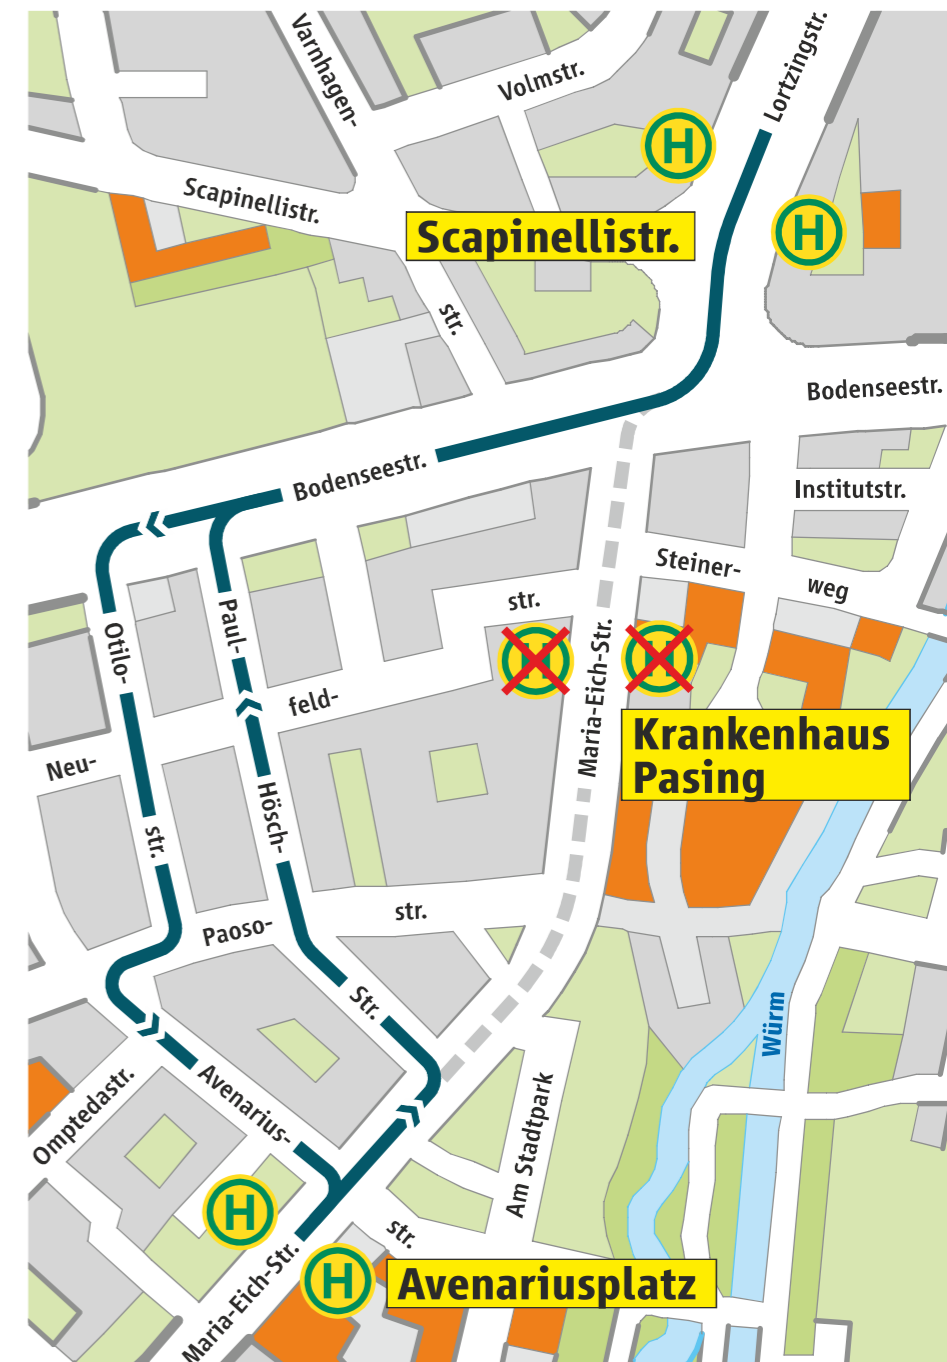 Varnhagen-
Volmstr.
Lortzingstr.
H
Scapinellistr.
H
Scapinellistr.
str.
Bodenseestr.
Bodenseestr.
Institutstr.
Steiner-
weg
Paul-
Otilo-
str.
H
H
Maria-Eich-Str.
feld-
Neu-
Krankenhaus
Pasing
Hösch-
str.
str.
Paoso-
Str.
Würm
Avenarius-
Omptedastr.
Am Stadtpark
H
str.
Maria-Eich-Str.
H
Avenariusplatz